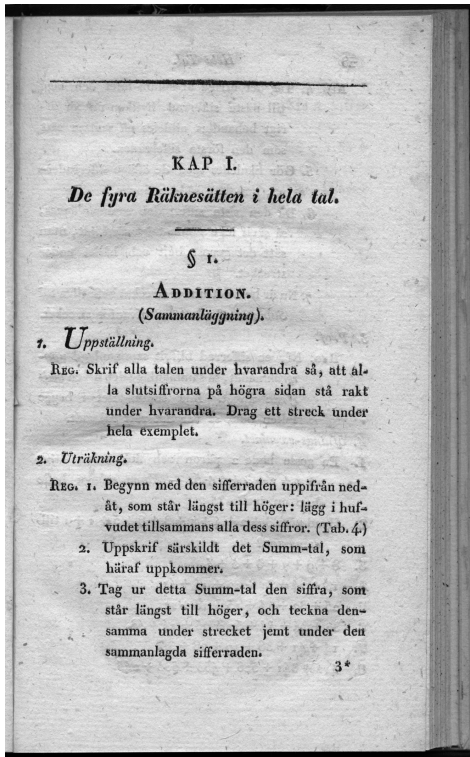 KAP I.
De fyra Räknesätten i hela tal.
§ 1.
ADDITION.
(Sammanläggning).
1. Uppställning.
REG. Skrif alla talen under hvarandra så, att al-
la slutsiffrorna på högra sidan stå rakt
under hvarandra. Drag ett streck under
hela exemplet.
2. Uträkning.
REG. 1. Begynn med den sifferraden uppifrån ned-
åt, som står längst till höger: lägg i huf-
vudet tillsammans alla dess siffror. (Tab. 4.)
2. Uppskrif särskildt det Summ-tal, som
häraf uppkommer.
3. Tag ur detta Summ-tal den siffra, som
står längst till höger, och teckna den-
samma under strecket jemt under den
sammanlagda sifferraden.
3*